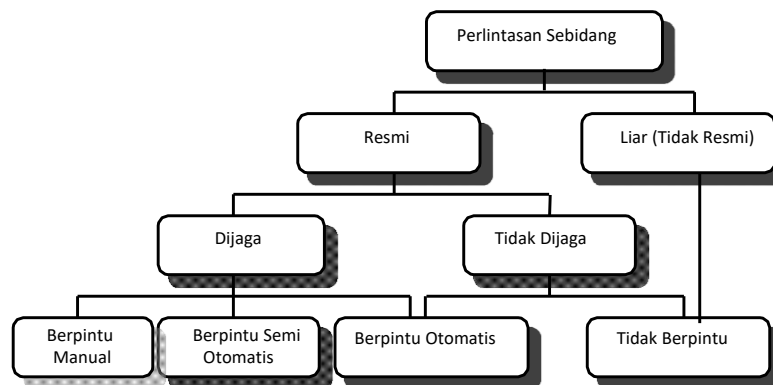 Perlintasan Sebidang
Resmi
Liar (Tidak Resmi)
Dijaga
Tidak Dijaga
Berpintu
Manual
Berpintu Semi
Otomatis
Berpintu Otomatis
Tidak Berpintu